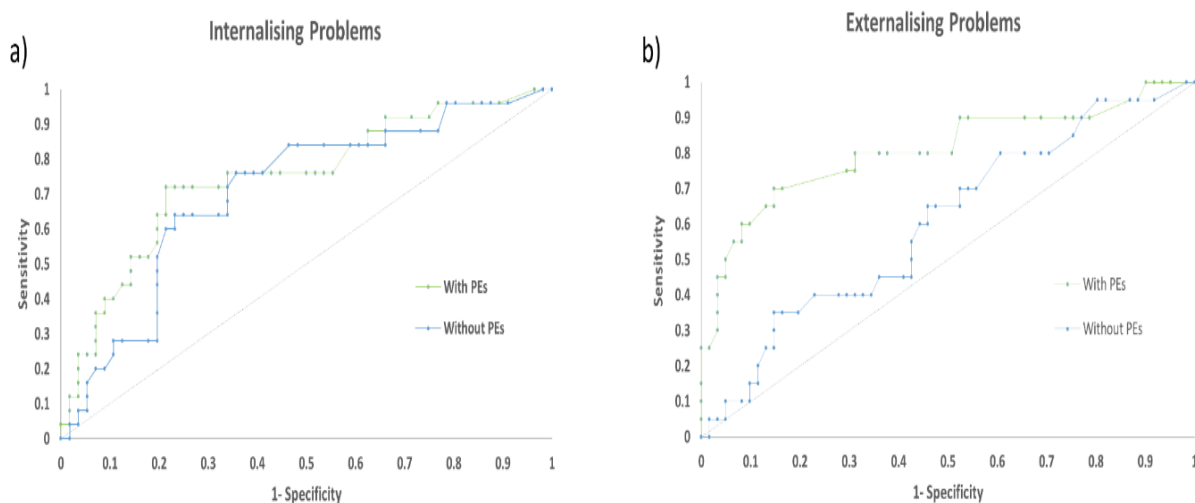 Internalising Problems
a)
1
0.9
0.8
0.7
0.6
0.5
0.4
0.3
0.2
0.1
0
Sensitivity
With PEs
Without PEs
0 0.1 0.2 0.3 0.4 0.5 0.6 0.7 0.8 0.9 1
1- Specificity
Externalising Problems
b)
1
0.9
0.8
0.7
0.6
0.5
0.4
0.3
0.2
0.1
0
Sensitivity
With PEs
Without PEs
0 0.1 0.2 0.3 0.4 0.5 0.6 0.7 0.8 0.9 1
1- Specificity